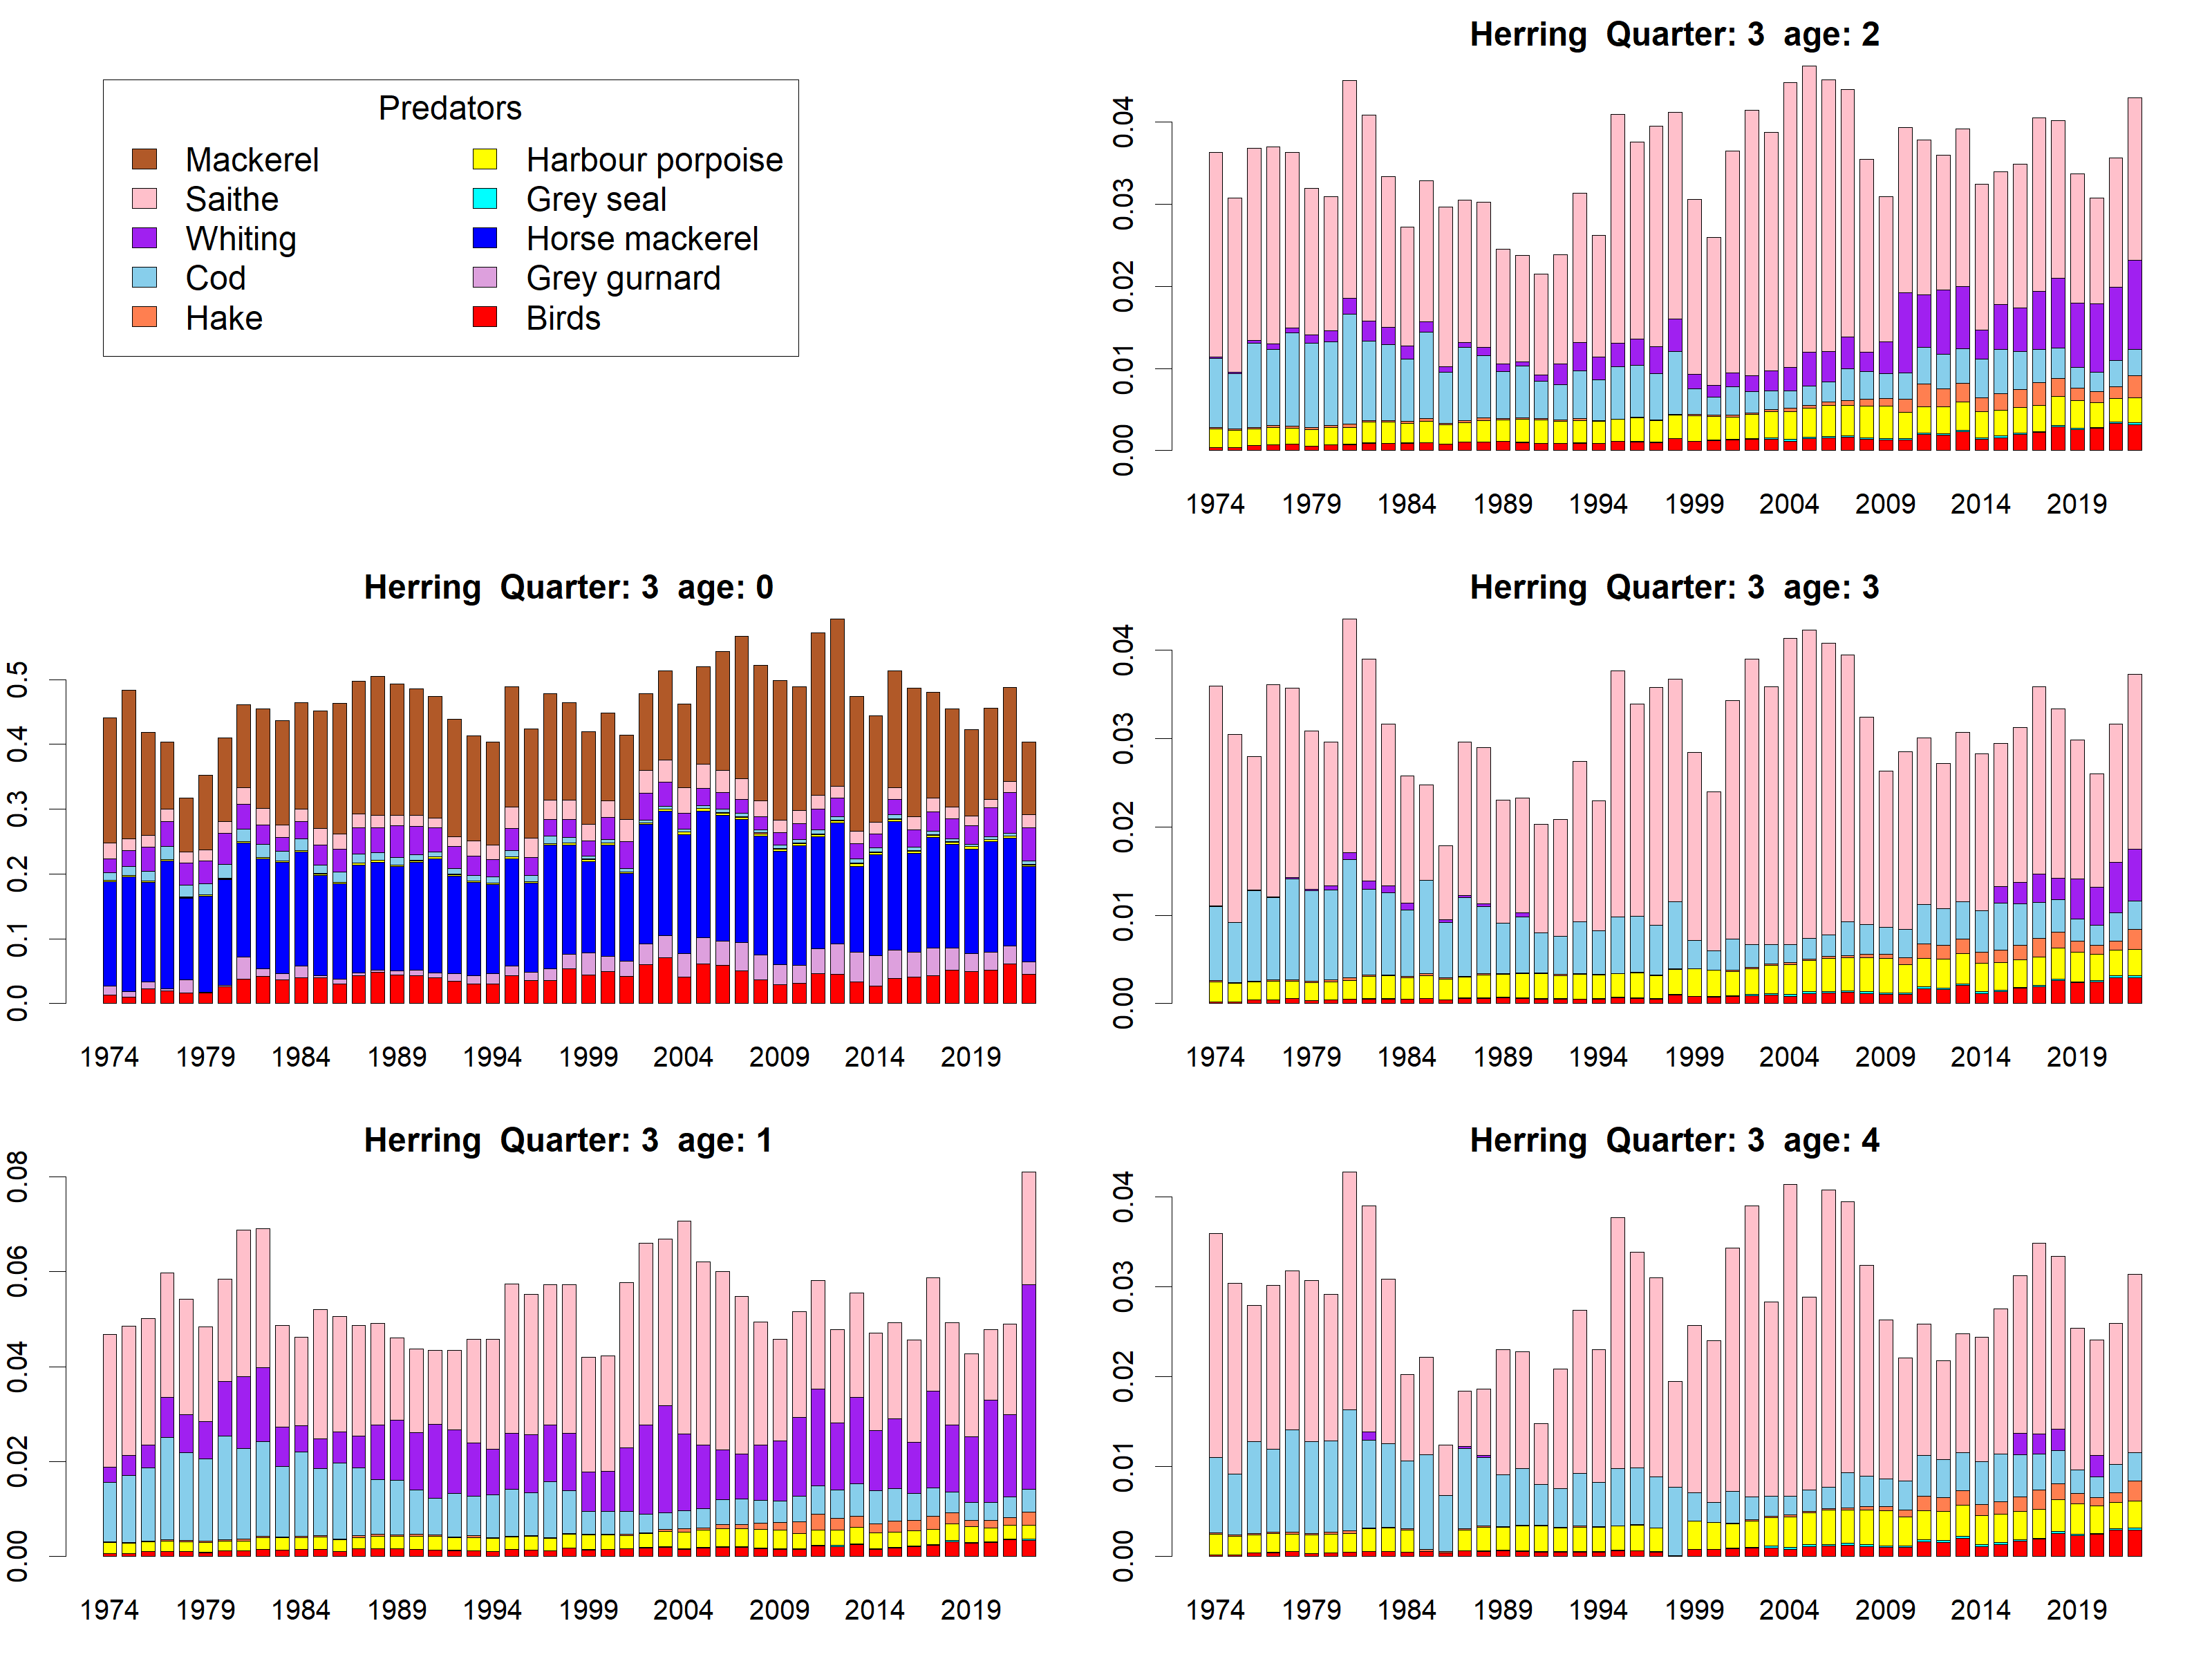 Predators
Mackerel
Saithe
Whiting
Cod
Hake
Harbour porpoise
Grey seal
Horse mackerel
Grey gurnard
Birds
Herring Quarter: 3 age: 2
0.00 0.01 0.02 0.03 0.04
1974 1979 1984 1989 1994 1999 2004 2009 2014 2019
Herring Quarter: 3 age: 0
0.0 0.1 0.2 0.3 0.4 0.5
1974 1979 1984 1989 1994 1999 2004 2009 2014 2019
Herring Quarter: 3 age: 3
0.00 0.01 0.02 0.03 0.04
1974 1979 1984 1989 1994 1999 2004 2009 2014 2019
Herring Quarter: 3 age: 1
0.00 0.02 0.04 0.06 0.08
1974 1979 1984 1989 1994 1999 2004 2009 2014 2019
Herring Quarter: 3 age: 4
0.00 0.01 0.02 0.03 0.04
1974 1979 1984 1989 1994 1999 2004 2009 2014 2019